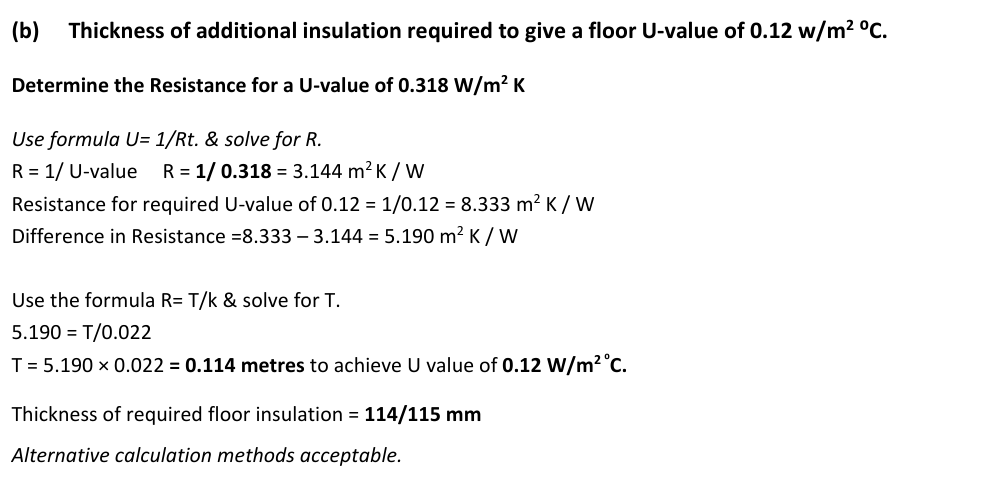 (b) Thickness of additional insulation required to give a floor U-value of 0.12 w/m² ⁰C.
Determine the Resistance for a U-value of 0.318 W/m² K
Use formula U= 1/Rt. & solve for R.
R = 1/ U-value R = 1/ 0.318 = 3.144 m² K / W
Resistance for required U-value of 0.12 = 1/0.12 = 8.333 m² K / W
Difference in Resistance =8.333 – 3.144 = 5.190 m² K / W
Use the formula R= T/k & solve for T.
5.190 = T/0.022
T = 5.190 × 0.022 = 0.114 metres to achieve U value of 0.12 W/m² °C.
Thickness of required floor insulation = 114/115 mm
Alternative calculation methods acceptable.